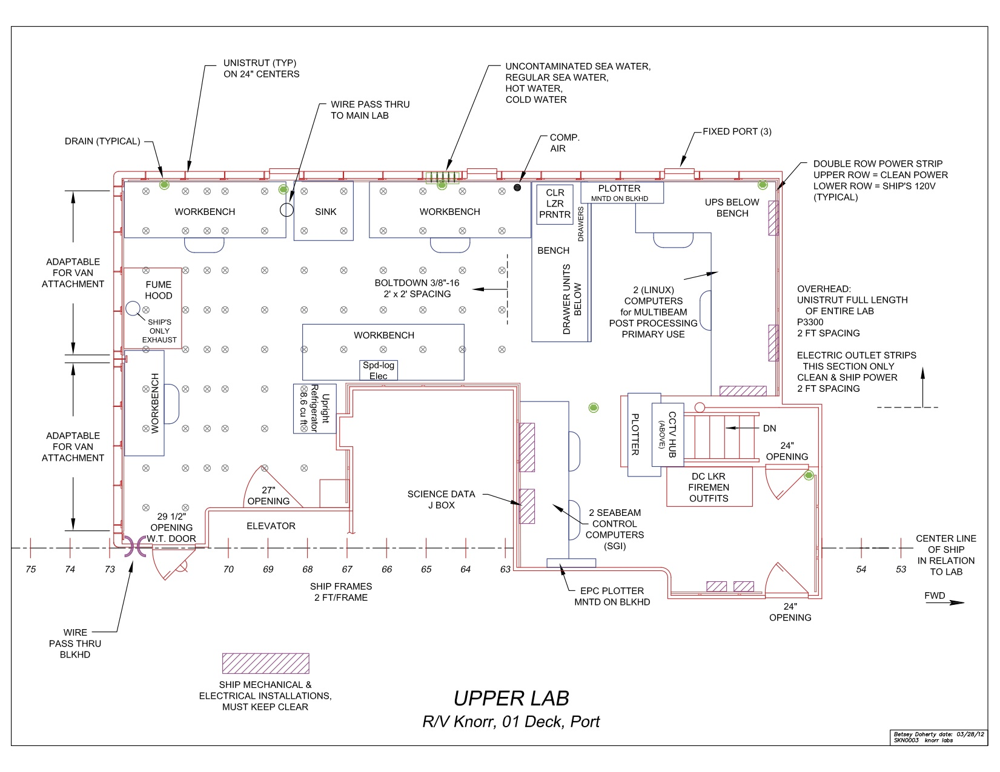 UNISTRUT (TYP)
ON 24" CENTERS
UNCONTAMINATED SEA WATER,
REGULAR SEA WATER,
HOT WATER,
COLD WATER
WIRE PASS THRU
TO MAIN LAB
DRAIN (TYPICAL)
COMP.
AIR
FIXED PORT (3)
DOUBLE ROW POWER STRIP
UPPER ROW = CLEAN POWER
LOWER ROW = SHIP'S 120V
(TYPICAL)
WORKBENCH
SINK
WORKBENCH
CLR
LZR
PRNTR
DRAWERS
PLOTTER
MNTD ON BLKHD
UPS BELOW
BENCH
BENCH
DRAWER UNITS
BELOW
ADAPTABLE
FOR VAN
ATTACHMENT
FUME
HOOD
SHIP'S
ONLY
EXHAUST
BOLTDOWN 3/8"-16
2' x 2' SPACING
2 (LINUX)
COMPUTERS
for MULTIBEAM
POST PROCESSING
PRIMARY USE
OVERHEAD:
UNISTRUT FULL LENGTH
OF ENTIRE LAB
P3300
2 FT SPACING
ELECTRIC OUTLET STRIPS
THIS SECTION ONLY
CLEAN & SHIP POWER
2 FT SPACING
WORKBENCH
Spd-log
Elec
WORKBENCH
Upright
Refrigerator
8.6 cu ft
ADAPTABLE
FOR VAN
ATTACHMENT
PLOTTER
CCTV HUB
(ABOVE)
DN
24"
OPENING
DC LKR
FIREMEN
OUTFITS
27"
OPENING
SCIENCE DATA
J BOX
2 SEABEAM
CONTROL
COMPUTERS
(SGI)
29 1/2"
OPENING
W.T. DOOR
ELEVATOR
CENTER LINE
OF SHIP
IN RELATION
TO LAB
75 74 73 70 69 68 67 66 65 64 63 54 53
SHIP FRAMES
2 FT/FRAME
EPC PLOTTER
MNTD ON BLKHD
24"
OPENING
FWD
WIRE
PASS THRU
BLKHD
SHIP MECHANICAL &
ELECTRICAL INSTALLATIONS,
MUST KEEP CLEAR
UPPER LAB
R/V Knorr, 01 Deck, Port
Betsey Doherty date: 03/28/12
SKN0003 knorr labs